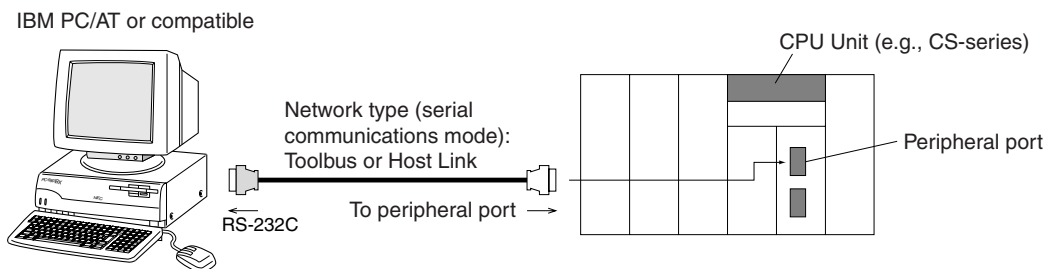 IBM PC/AT or compatible
CPU Unit (e.g., CS-series)
Network type (serial
communications mode):
Toolbus or Host Link
Peripheral port
RS-232C
To peripheral port
NEC